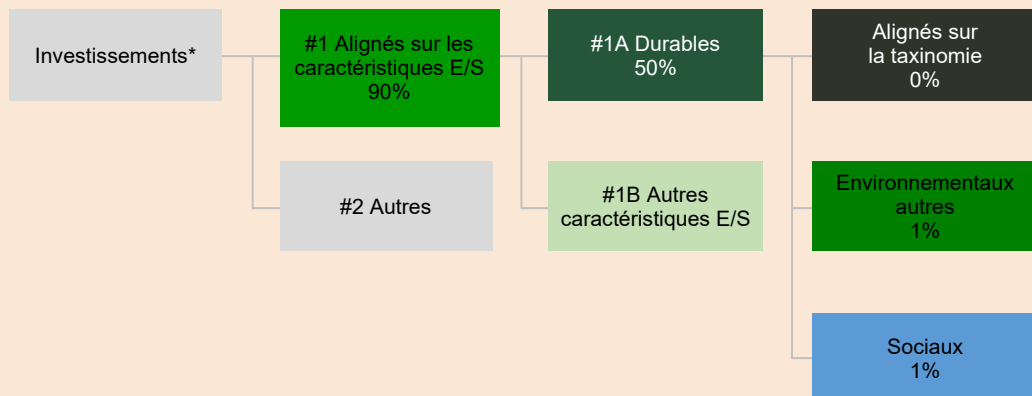 Investissements*
#1 Alignés sur les
caractéristiques E/S
90%
#1A Durables
50%
Alignés sur
la taxinomie
0%
#2 Autres
#1B Autres
caractéristiques E/S
Environnementaux
autres
1%
Sociaux
1%